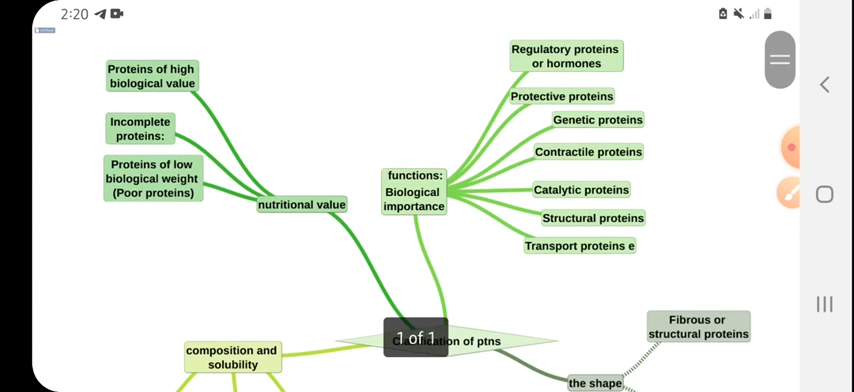 2:20
Proteins of high
biological value
Incomplete
proteins:
Proteins of low
biological weight
(Poor proteins)
nutritional value
Regulatory proteins
or hormones
Protective proteins
Genetic proteins
Contractile proteins
Catalytic proteins
Structural proteins
Transport proteins e
functions:
Biological
importance
1 of 1
of ptns
composition and
solubility
Fibrous or
structural proteins
the shape